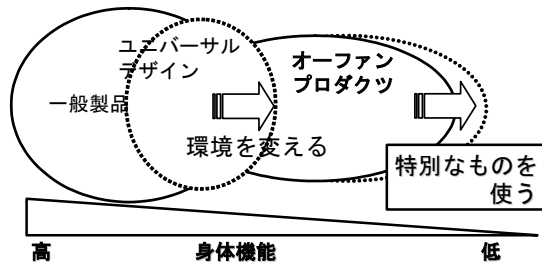 ユニバーサル
デザイン
オーファン
プロダクツ
一般製品
環境を変える
特別なものを
使う
高
身体機能
低